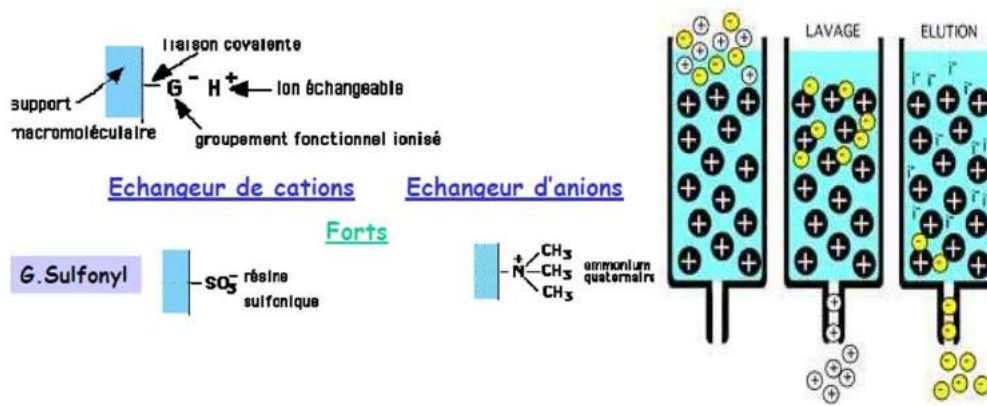 liaison covalente
G⁻ H⁺
ion échangeable
support
macromoléculaire
groupement fonctionnel ionisé
Echangeur de cations
Echangeur d'anions
Forts
G.Sulfonyl
SO₃⁻
résine
sulfonique
+
N
CH₃
CH₃
CH₃
ammonium
quaternaire
LAVAGE
ELUTION